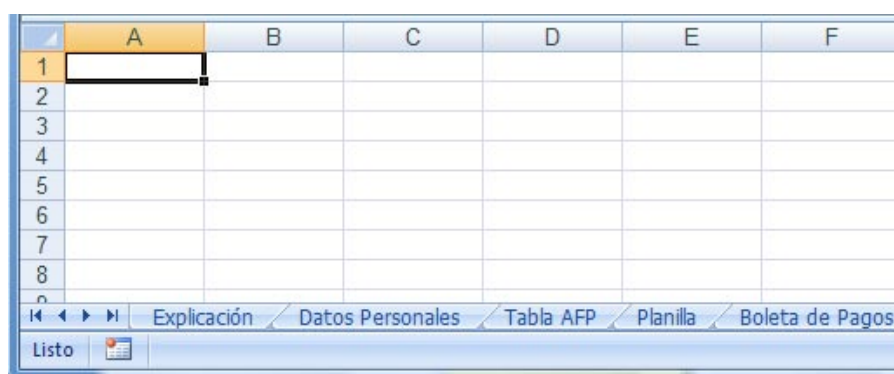 A B C D E F
1
2
3
4
5
6
7
8
Explicación Datos Personales Tabla AFP Planilla Boleta de Pagos
Listo